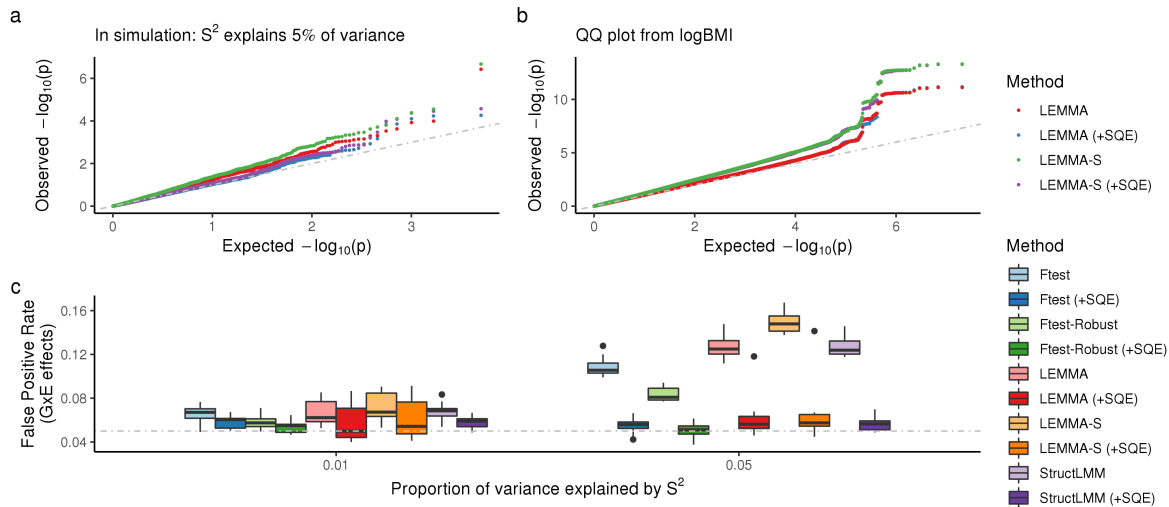 a
In simulation: S² explains 5% of variance
Observed −log₁₀(p)
6
4
2
0
0
1
2
3
Expected −log₁₀(p)
b
QQ plot from logBMI
Observed −log₁₀(p)
10
5
0
0
2
4
6
Expected −log₁₀(p)
Method
LEMMA
LEMMA (+SQE)
LEMMA-S
LEMMA-S (+SQE)
c
False Positive Rate
(GxE effects)
0.16
0.12
0.08
0.04
0.01
0.05
Proportion of variance explained by S²
Method
Ftest
Ftest (+SQE)
Ftest-Robust
Ftest-Robust (+SQE)
LEMMA
LEMMA (+SQE)
LEMMA-S
LEMMA-S (+SQE)
StructLMM
StructLMM (+SQE)